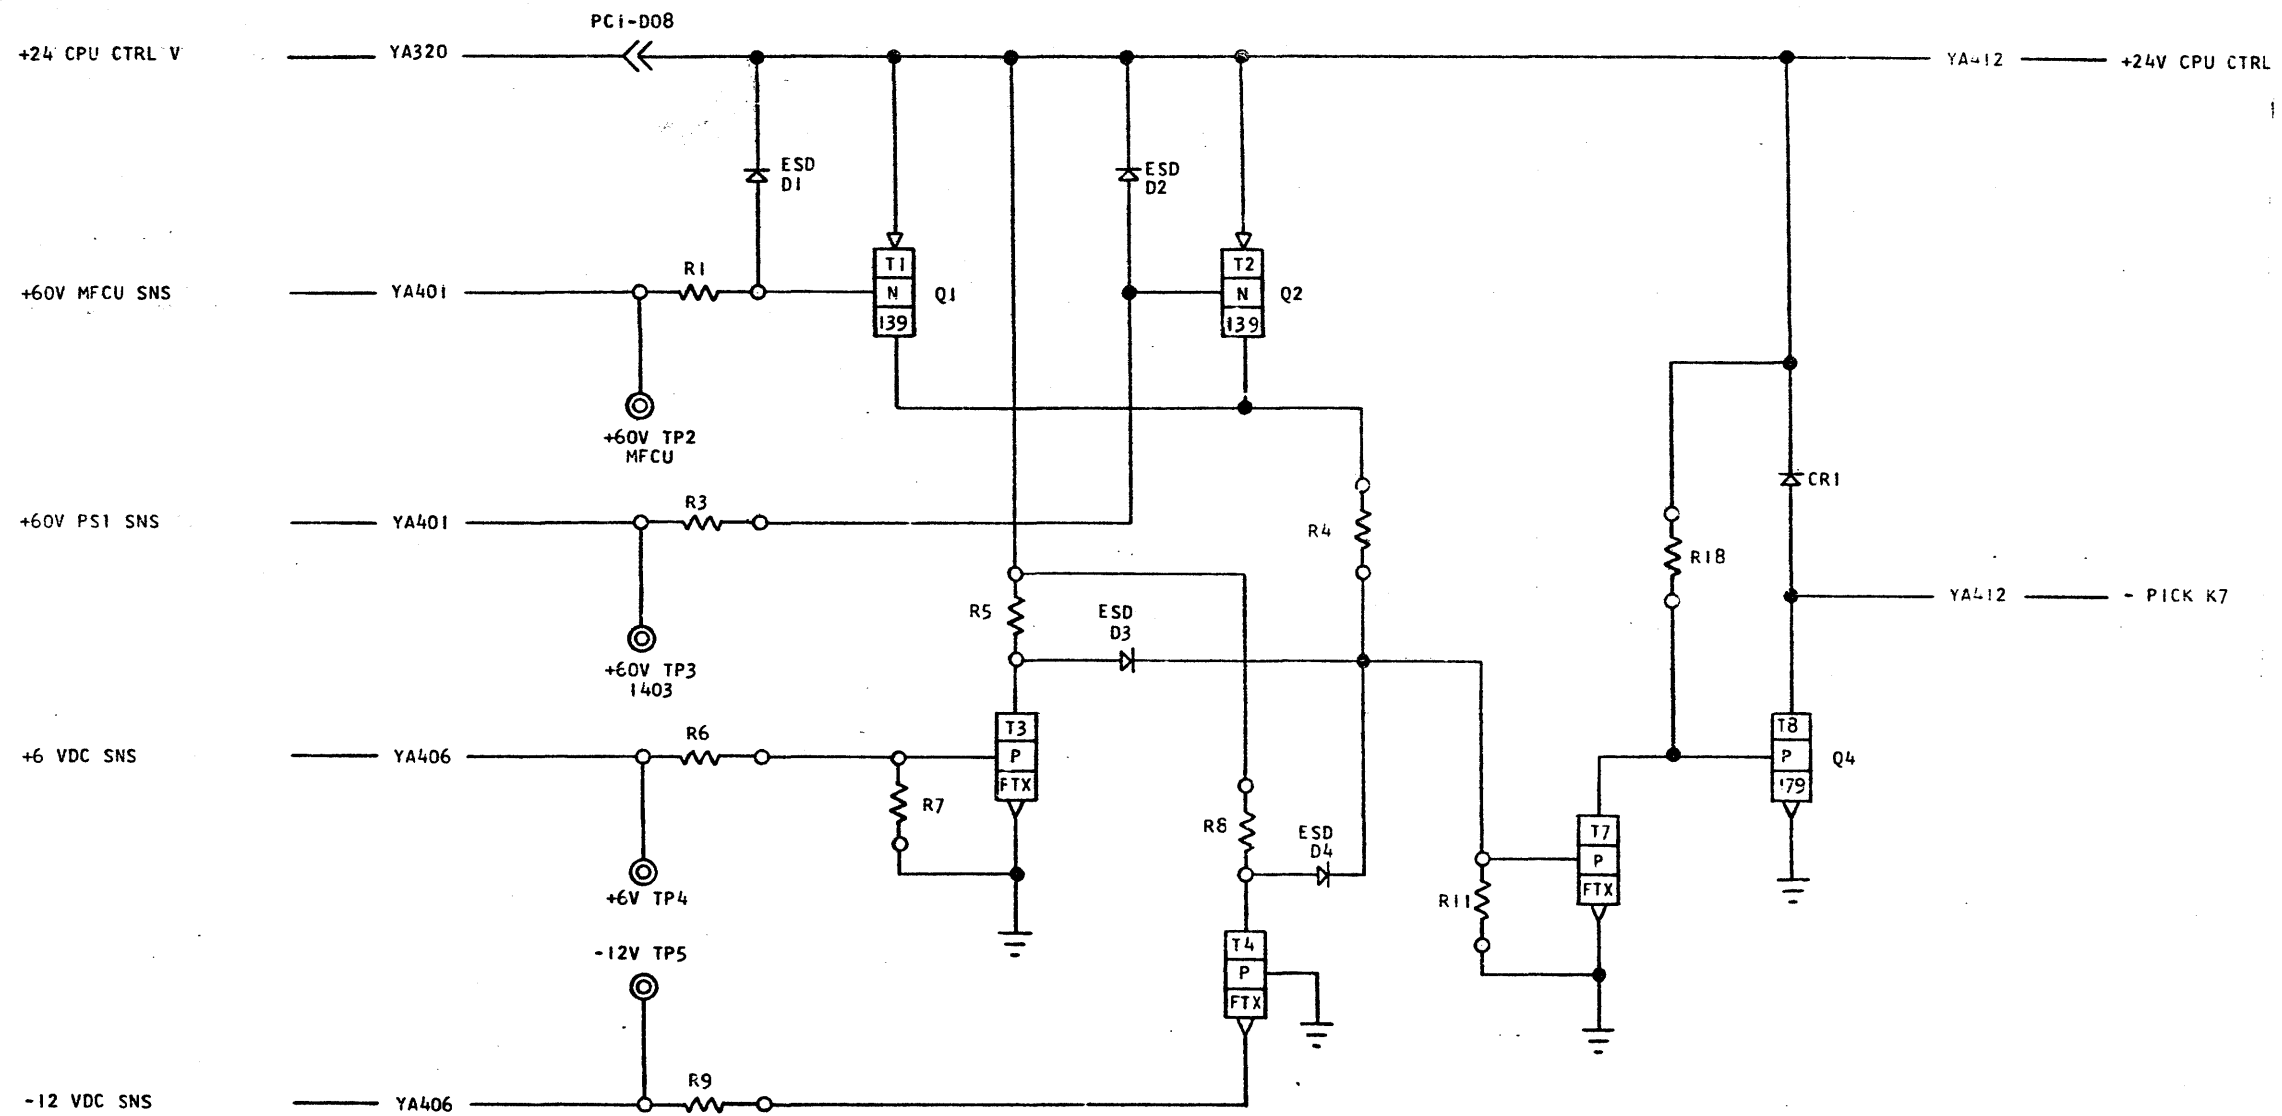 PCi-D08
+24 CPU CTRL V YA320 YA412 +24V CPU CTRL
ESD
D1
ESD
D2
T1
N
139
Q1
T2
N
139
Q2
+60V MFCU SNS YA401
R1
+60V TP2
MFCU
+60V PS1 SNS YA401
R3
+60V TP3
1403
R4
R18
CR1
YA412 - PICK K7
R5
ESD
D3
+6 VDC SNS YA406
R6
R7
T3
P
FTX
+6V TP4
R8
ESD
D4
T8
P
179
Q4
T7
P
FTX
R11
-12V TP5
T4
P
FTX
-12 VDC SNS YA406
R9